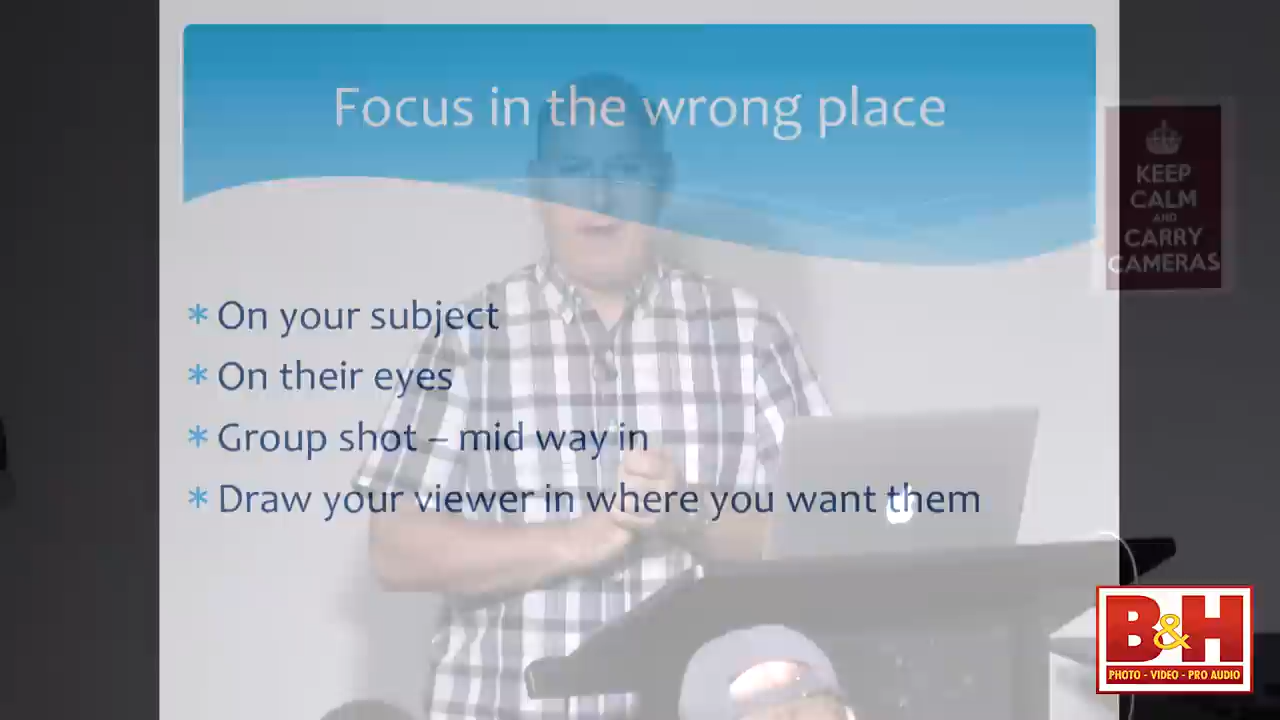 Focus in the wrong place
* On your subject
* On their eyes
* Group shot – mid way in
* Draw your viewer in where you want them
KEEP
CALM
AND
CARRY
CAMERAS
B&H
PHOTO - VIDEO - PRO AUDIO